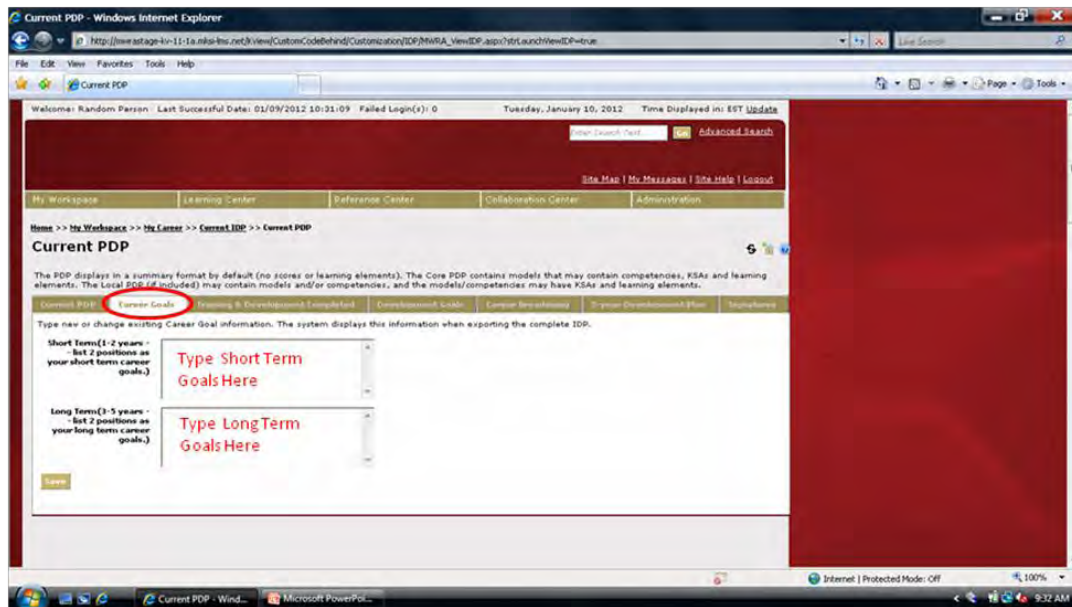 Current PDP - Windows Internet Explorer
Live Search
File Edit View Favorites Tools Help
Current PDP
Page Tools
Welcome: Random Person Last Successful Date: 01/09/2012 10:31:09 Failed Login(s): 0 Tuesday, January 10, 2012 Time Displayed in: EST Update
Enter Search Text... Go Advanced Search
Site Map | My Messages | Site Help | Logout
My Workspace Learning Center Reference Center Collaboration Center Administration
Home >> My Workspace >> My Career >> Current IDP >> Current PDP
Current PDP
The PDP displays in a summary format by default (no scores or learning elements). The Core PDP contains models that may contain competencies, KSAs and learning
elements. The Local PDP (if included) may contain models and/or competencies, and the models/competencies may have KSAs and learning elements.
Current PDP Career Goals Training & Development Completed Development Goals Career Broadening 5-year Development Plan Signatures
Type new or change existing Career Goal information. The system displays this information when exporting the complete IDP.
Short Term(1-2 years -
- list 2 positions as
your short term career
goals.)
Type Short Term
Goals Here
Long Term(3-5 years -
- list 2 positions as
your long term career
goals.)
Type Long Term
Goals Here
Save
Internet | Protected Mode: Off 100%
Current PDP - Wind... Microsoft PowerPoi... 9:32 AM